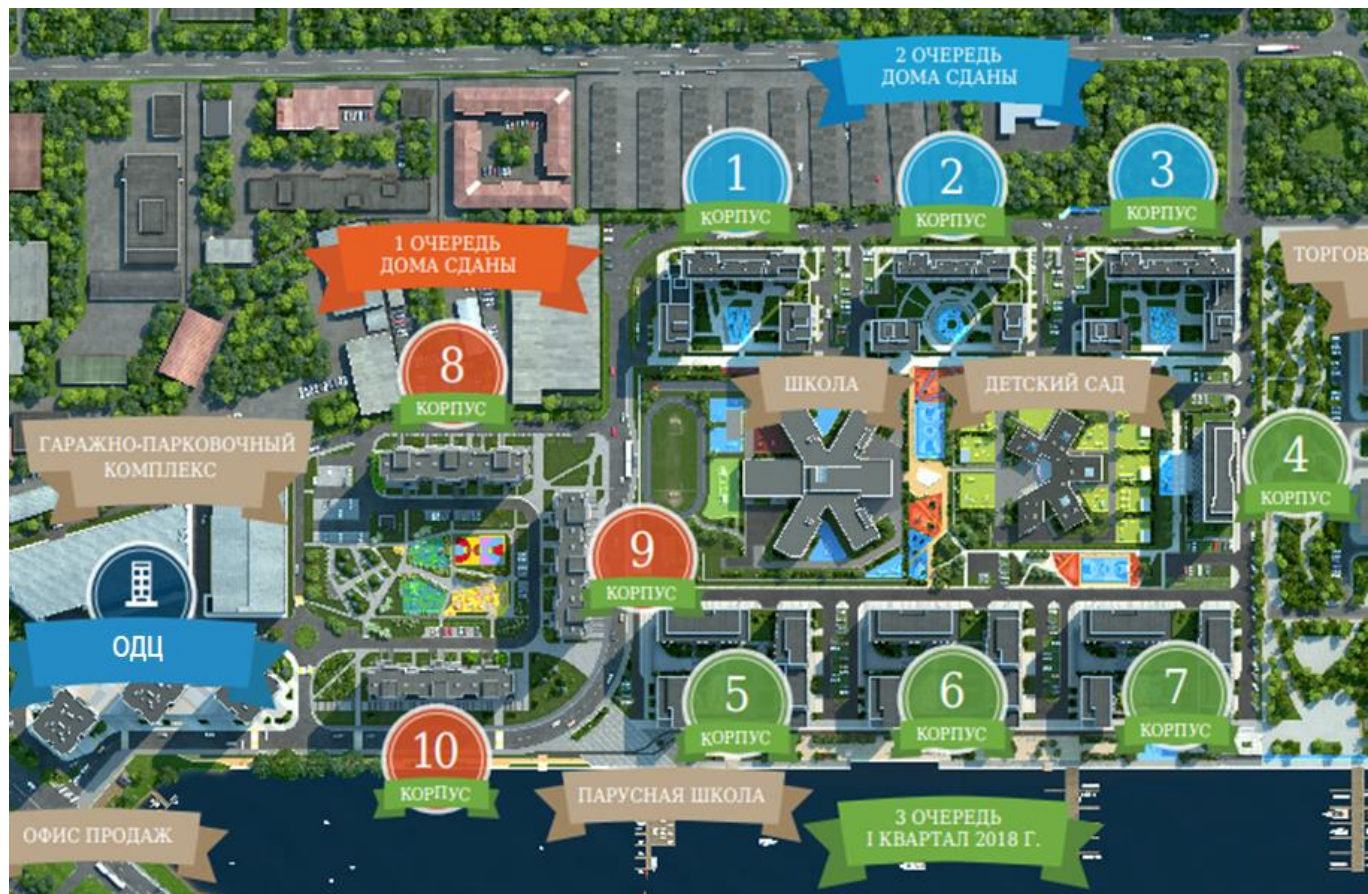 2 ОЧЕРЕДЬ
ДОМА СДАНЫ
1
КОРПУС
2
КОРПУС
3
КОРПУС
1 ОЧЕРЕДЬ
ДОМА СДАНЫ
ТОРГОВ
8
КОРПУС
ШКОЛА
ДЕТСКИЙ САД
ГАРАЖНО-ПАРКОВОЧНЫЙ
КОМПЛЕКС
4
КОРПУС
9
КОРПУС
ОДЦ
5
КОРПУС
6
КОРПУС
7
КОРПУС
10
КОРПУС
ПАРУСНАЯ ШКОЛА
3 ОЧЕРЕДЬ
I КВАРТАЛ 2018 Г.
ОФИС ПРОДАЖ